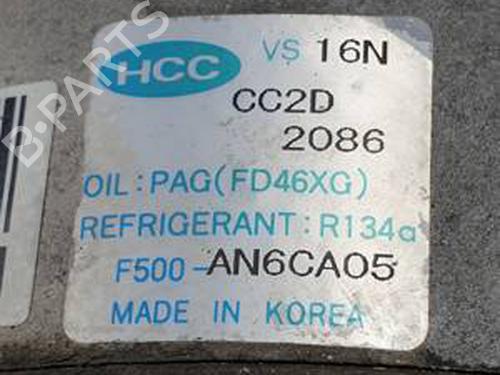 HCC VS 16N
CC2D
2086
OIL: PAG(FD46XG)
REFRIGERANT: R134a
F500-AN6CA05
MADE IN KOREA
B-PARTS